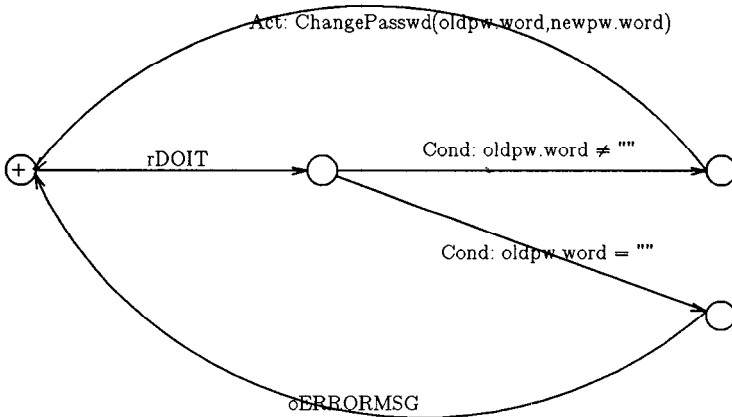 Act: ChangePasswd(oldpw.word,newpw.word)
rDOIT
Cond: oldpw.word ≠ ""
+
Cond: oldpw.word = ""
oERRORMSG